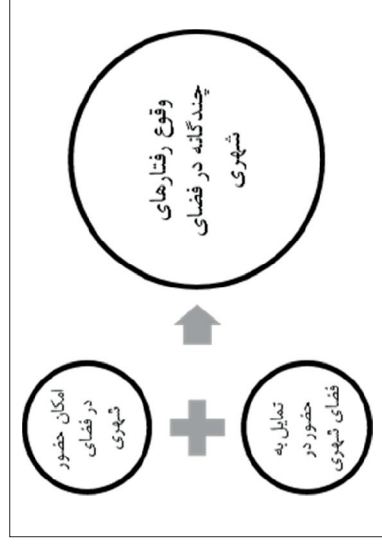 امکان حضور
در فضای
شهری
تمایل به
حضور در
فضای شهری
وقوع رفتارهای
چندگانه در فضای
شهری